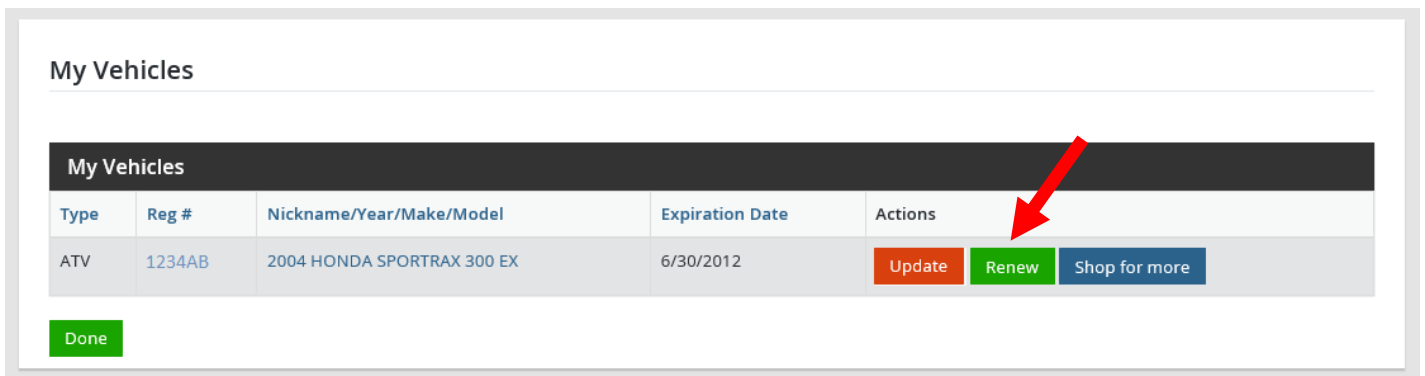 My Vehicles
My Vehicles
Type Reg # Nickname/Year/Make/Model Expiration Date Actions
ATV 1234AB 2004 HONDA SPORTRAX 300 EX 6/30/2012 Update Renew Shop for more
Done